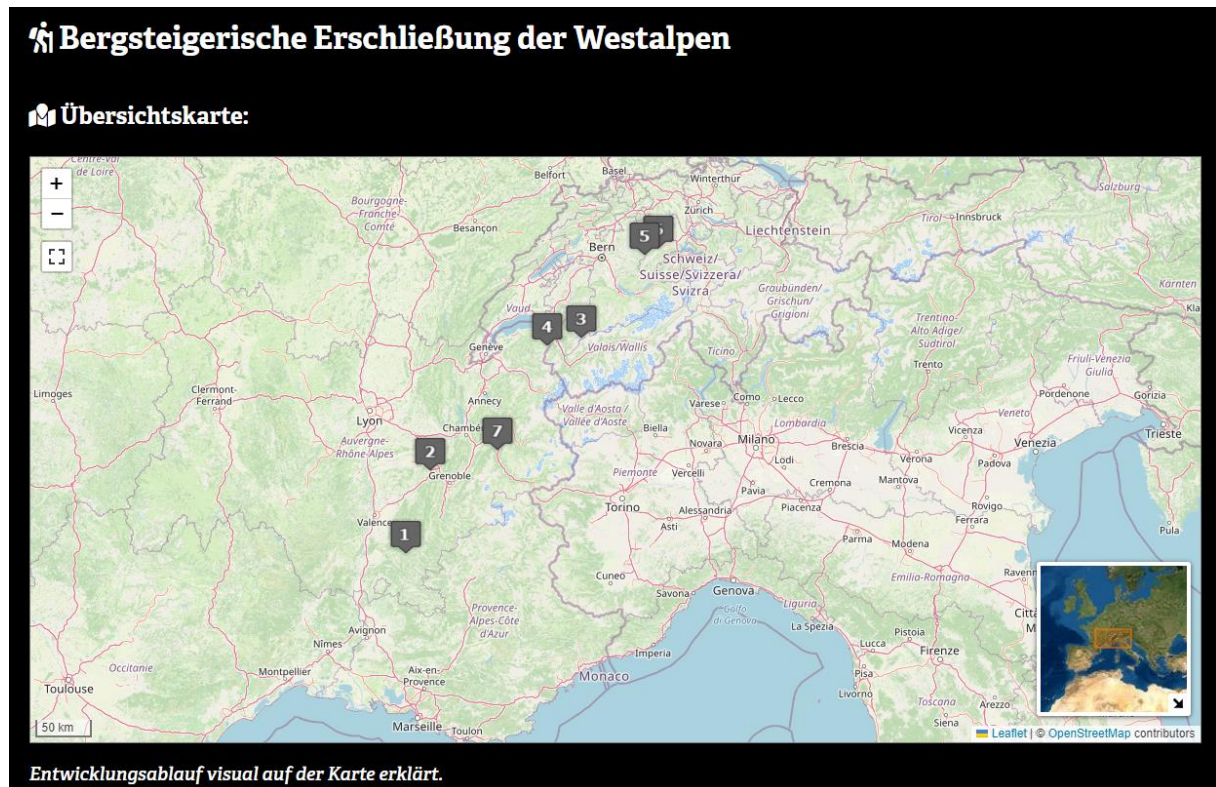 Bergsteigerische Erschließung der Westalpen
Übersichtskarte:
Centre-Val
de Loire
Belfort
Basel
Winterthur
Salzburg
+
−
Bourgogne-
Franche-
Comté
Besançon
Zürich
Tirol
Innsbruck
Liechtenstein
5
Bern
Schweiz/
Suisse/Svizzera/
Svizra
Graubünden/
Grischun/
Grigioni
Kärnten
Vaud
4
3
Genève
Valais/Wallis
Ticino
Trentino-
Alto Adige/
Südtirol
Trento
Friuli-Venezia
Giulia
Limoges
Clermont-
Ferrand
Annecy
Valle d'Aosta /
Vallée d'Aoste
Varese
Como
Lecco
Pordenone
Gorizia
Lyon
7
Biella
Lombardia
Veneto
Trieste
Auvergne-
Rhône-Alpes
2
Grenoble
Novara
Milano
Brescia
Vicenza
Verona
Padova
Venezia
Lodi
Piemonte
Vercelli
Pavia
Cremona
Mantova
Rovigo
Valence
1
Torino
Asti
Alessandria
Piacenza
Ferrara
Pula
Parma
Modena
Cuneo
Emilia-Romagna
Savona
Genova
Liguria
Golfo
di Genova
La Spezia
Provence-
Alpes-Côte
d'Azur
Avignon
Nîmes
Lucca
Pistoia
Firenze
Occitanie
Montpellier
Aix-en-
Provence
Imperia
Monaco
Pisa
Toulouse
Livorno
Toscana
Arezzo
50 km
Marseille
Toulon
Siena
Leaflet | © OpenStreetMap contributors
Entwicklungsablauf visual auf der Karte erklärt.